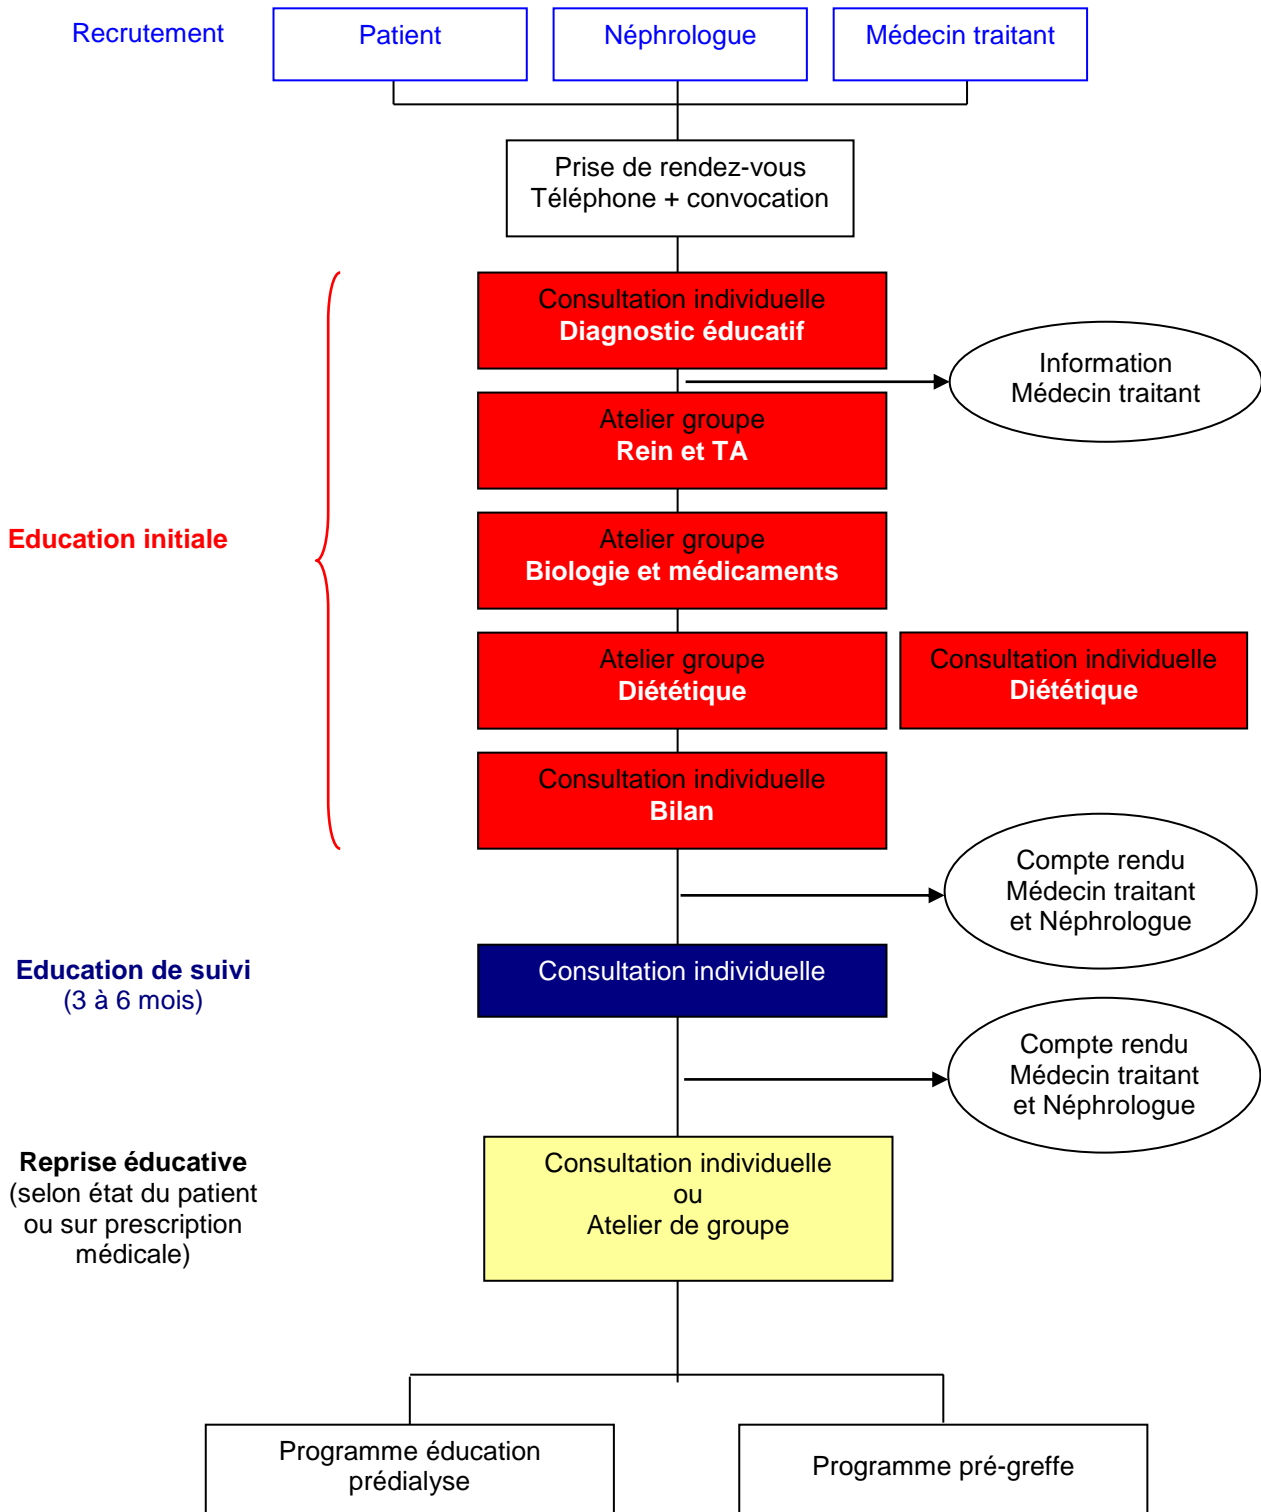 Recrutement
Patient
Néphrologue
Médecin traitant
Prise de rendez-vous
Téléphone + convocation
Consultation individuelle
Diagnostic éducatif
Information
Médecin traitant
Atelier groupe
Rein et TA
Education initiale
Atelier groupe
Biologie et médicaments
Atelier groupe
Diététique
Consultation individuelle
Diététique
Consultation individuelle
Bilan
Compte rendu
Médecin traitant
et Néphrologue
Education de suivi
(3 à 6 mois)
Consultation individuelle
Compte rendu
Médecin traitant
et Néphrologue
Reprise éducative
(selon état du patient
ou sur prescription
médicale)
Consultation individuelle
ou
Atelier de groupe
Programme éducation
prédialyse
Programme pré-greffe